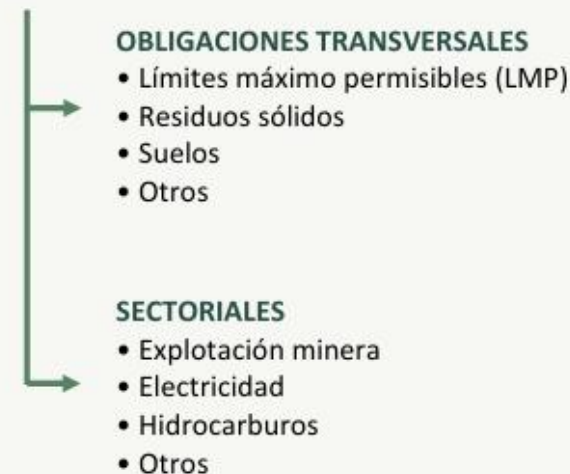 OBLIGACIONES TRANSVERSALES
• Límites máximo permisibles (LMP)
• Residuos sólidos
• Suelos
• Otros
SECTORIALES
• Explotación minera
• Electricidad
• Hidrocarburos
• Otros